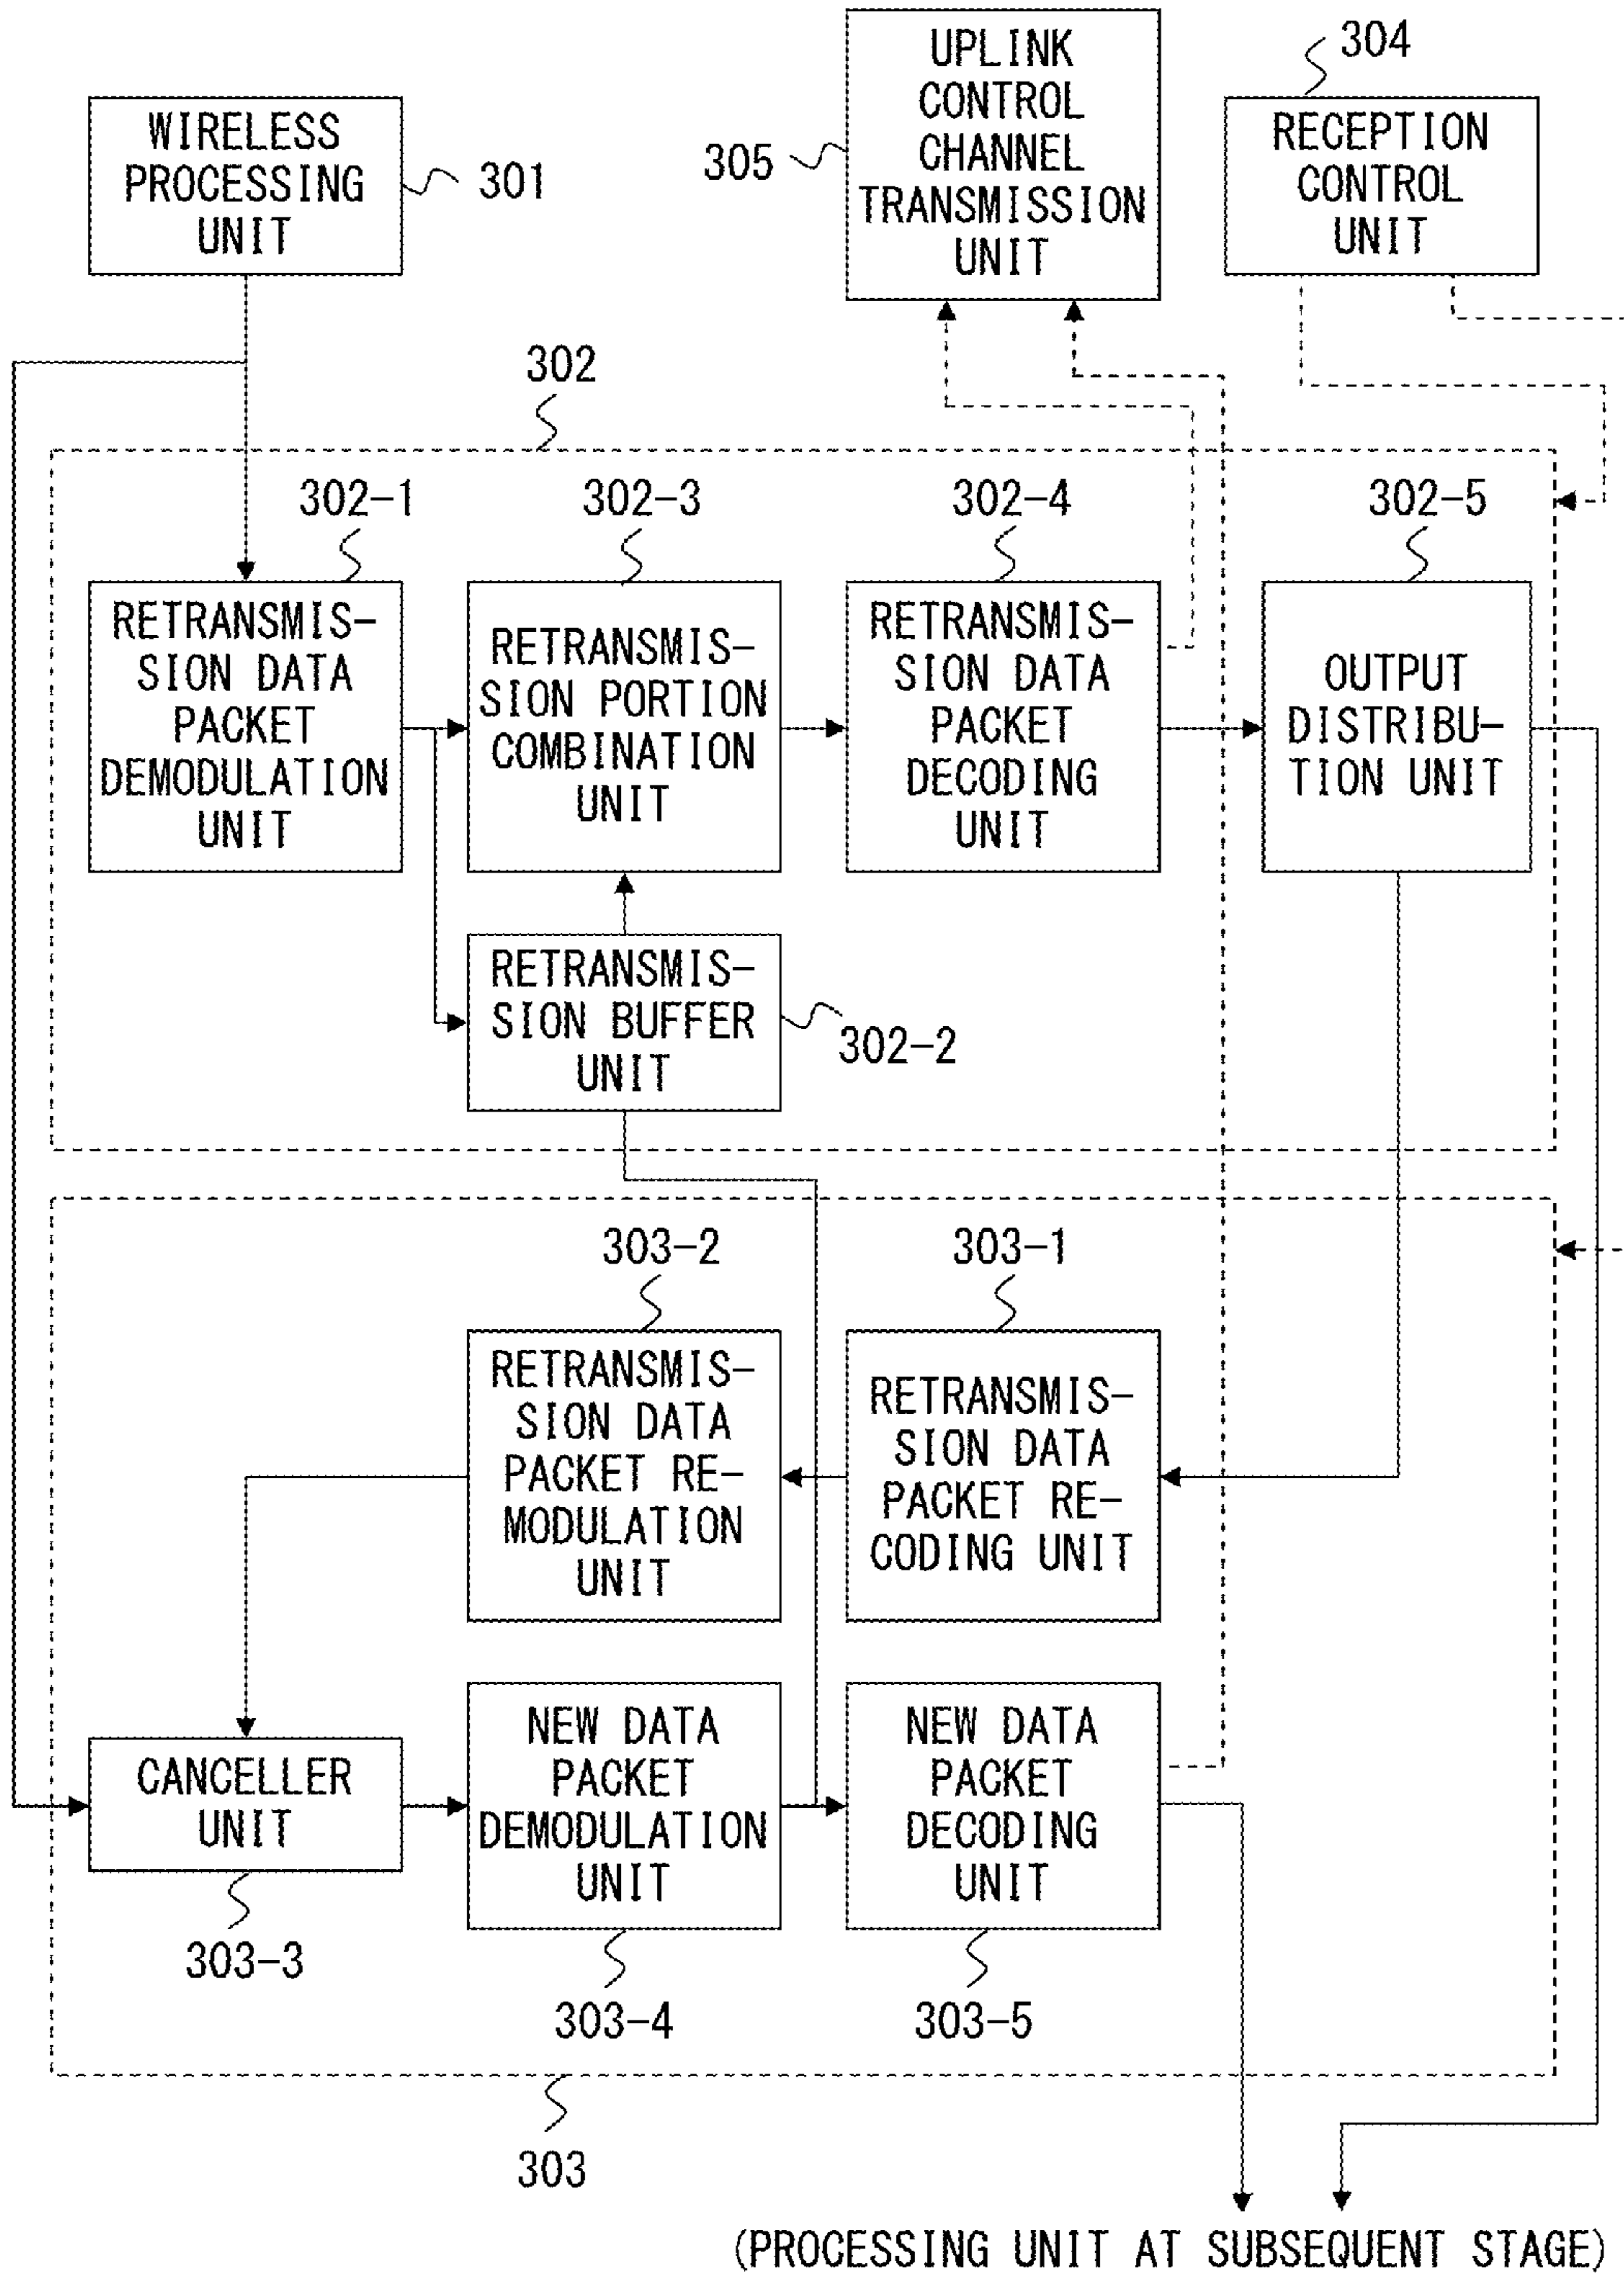 UPLINK
CONTROL
CHANNEL
TRANSMISSION
UNIT
304
WIRELESS
PROCESSING
UNIT
301
305
RECEPTION
CONTROL
UNIT
302
302-1
302-3
302-4
302-5
RETRANSMIS-
SION DATA
PACKET
DEMODULATION
UNIT
RETRANSMIS-
SION PORTION
COMBINATION
UNIT
RETRANSMIS-
SION DATA
PACKET
DECODING
UNIT
OUTPUT
DISTRIBU-
TION UNIT
RETRANSMIS-
SION BUFFER
UNIT
302-2
303-2
303-1
RETRANSMIS-
SION DATA
PACKET RE-
MODULATION
UNIT
RETRANSMIS-
SION DATA
PACKET RE-
CODING UNIT
CANCELLER
UNIT
NEW DATA
PACKET
DEMODULATION
UNIT
NEW DATA
PACKET
DECODING
UNIT
303-3
303-4
303-5
303
(PROCESSING UNIT AT SUBSEQUENT STAGE)